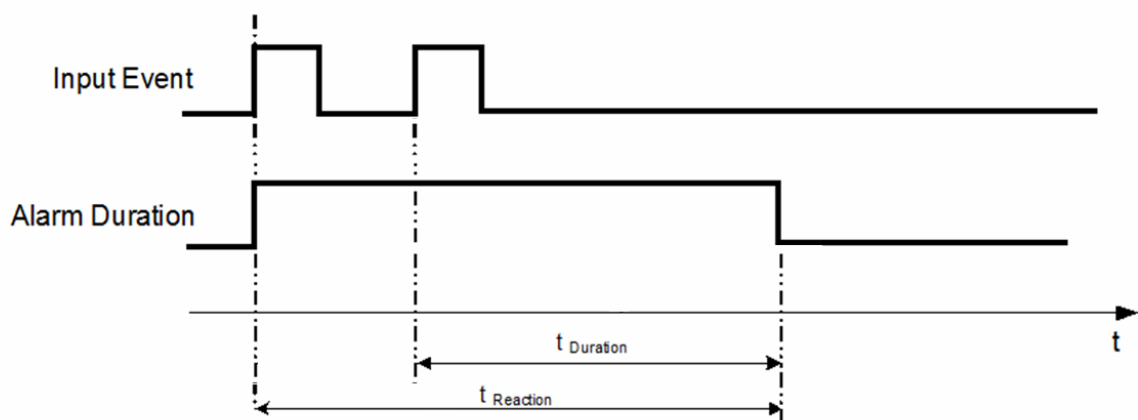 Input Event
Alarm Duration
t
t Duration
t Reaction